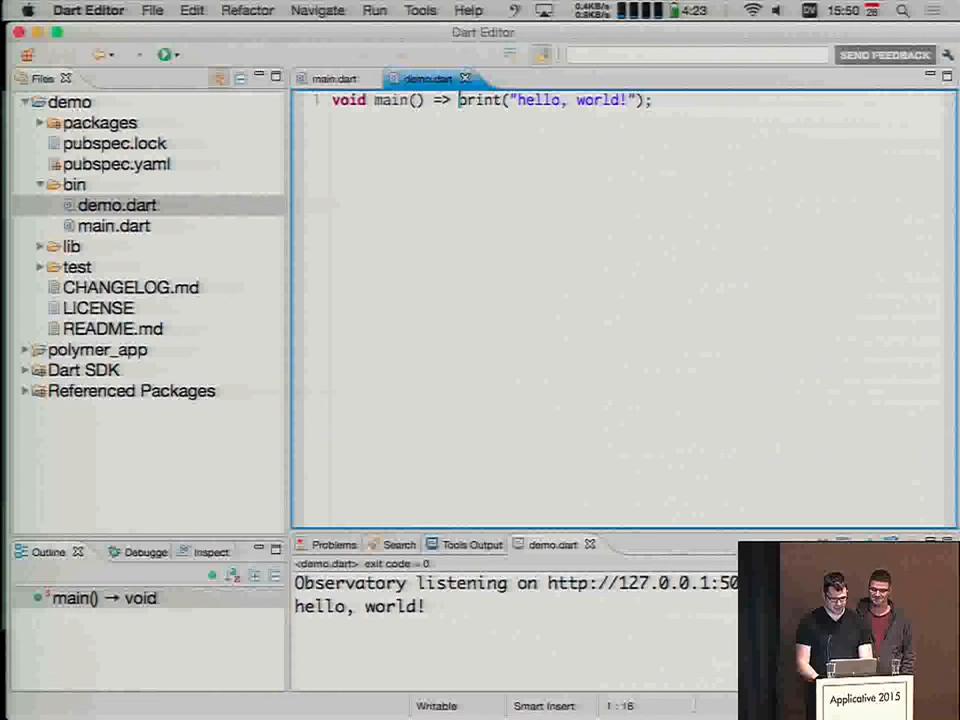 Dart Editor File Edit Refactor Navigate Run Tools Help 4:23 15:50
Dart Editor
SEND FEEDBACK
Files
main.dart demo.dart
1 void main() => print("hello, world!");
demo
packages
pubspec.lock
pubspec.yaml
bin
demo.dart
main.dart
lib
test
CHANGELOG.md
LICENSE
README.md
polymer_app
Dart SDK
Referenced Packages
Outline Debugge Inspect
main() → void
Problems Search Tools Output demo.dart
<demo.dart> exit code = 0
Observatory listening on http://127.0.0.1:50
hello, world!
Writable Smart Insert 1 : 16
Applicative 2015